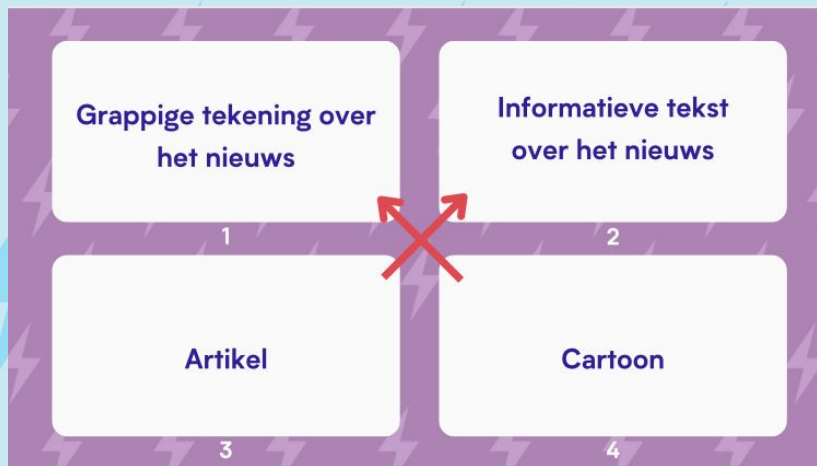 Grappige tekening over
het nieuws
1
Informatieve tekst
over het nieuws
2
Artikel
3
Cartoon
4